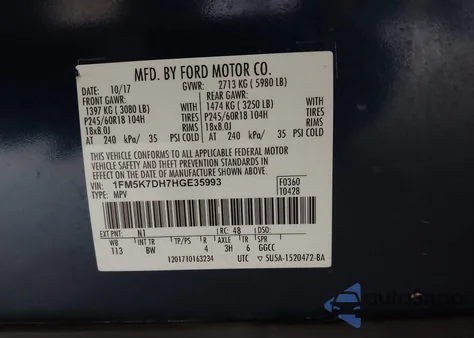 MFD. BY FORD MOTOR CO.
DATE: 10/17 GVWR: 2713 KG (5980 LB)
FRONT GAWR: REAR GAWR:
1397 KG (3080 LB) 1474 KG (3250 LB)
P245/60R18 104H TIRES P245/60R18 104H TIRES
18x8.0J RIMS 18x8.0J RIMS
AT 240 kPa/ 35 PSI COLD AT 240 kPa/ 35 PSI COLD
THIS VEHICLE CONFORMS TO ALL APPLICABLE FEDERAL MOTOR
VEHICLE SAFETY AND THEFT PREVENTION STANDARDS IN
EFFECT ON THE DATE OF MANUFACTURE SHOWN ABOVE.
VIN: 1FM5K7DH7HGE35993 F0360
TYPE: MPV T0428
EXT PNT: N1 RC: 48 DSO:
WB INT TR TP/PS R AXLE TR SPR
113 BW 4 3H 6 GGCC
1201710163234 UTC 5U5A-1520472-BA
autoshop